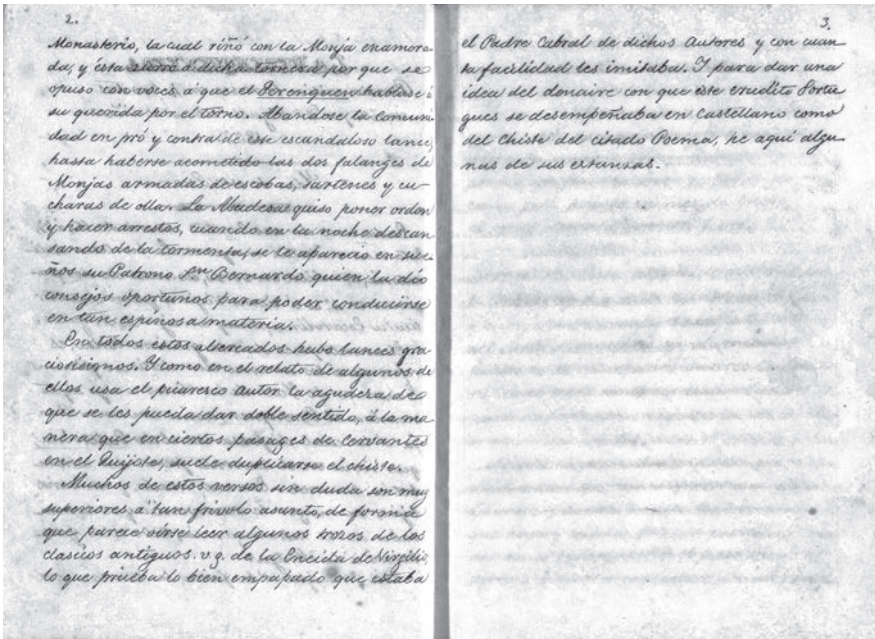 2.
Monasterio, la cual riñó con la Monja enamora-
da, y ésta zurró á dicha tornera por que se
opuso con voces a que el Perenguen hablase á
su querida por el torno. Abandose la Comuni-
dad en pró y contra de este escandaloso lance,
hassa haberse acometido las dos falanges de
Monjas armadas de escobas, sartenes y cu-
charas de olla. La Abadesa quiso poner orden
y hacer arrestos, cuando en la noche descan
sando de la tormenta, se le apareció en sue-
ños su Patrono Sn Bernardo quien la dió
consejos oportunos para poder conducirse
en tan espinosa materia.
En todos estos altercados hubo lances gra
ciosisimos. Y como en el relato de algunos de
ellos usa el picaresco autor la agudeza de
que se les pueda dar doble sentido, á la ma
nera que en ciertos pasages de Cervantes
en el Quijote, suele duplicarse el chiste.
Muchos de estos versos sin duda son muy
superiores á tan frívolo asunto, de forma
que parece oirse leer algunos trozos de los
clasicos antiguos. v.g. de la Eneida de Virgilio,
lo que prueba lo bien empapado que estaba
3.
el Padre Cabral de dichos Autores y con cuan
ta facilidad les imitaba. Y para dar una
idea del donaire con que este erudito Portu
gues se desempeñaba en Castellano como
del chiste del citado Poema, he aqui algu-
nas de sus estansas.-